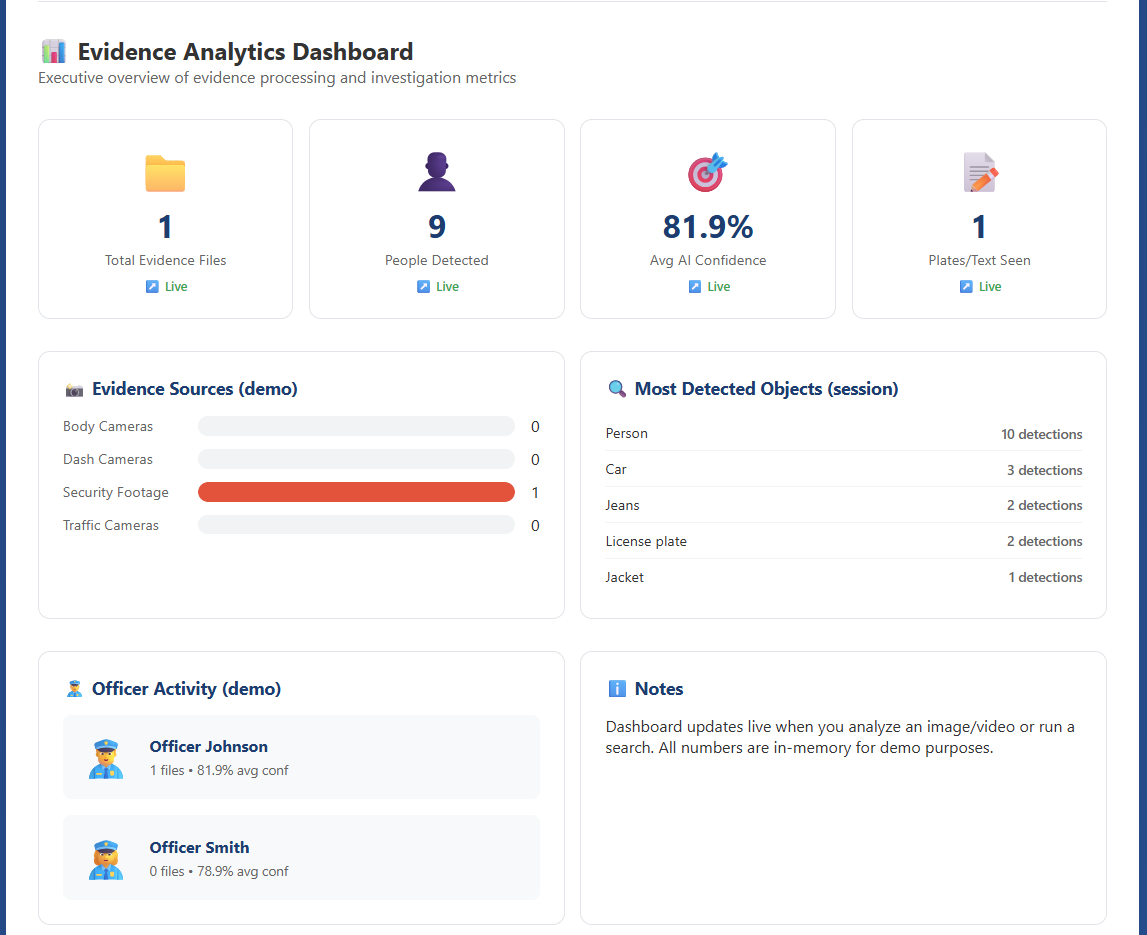 Evidence Analytics Dashboard
Executive overview of evidence processing and investigation metrics
1
Total Evidence Files
Live
9
People Detected
Live
81.9%
Avg AI Confidence
Live
1
Plates/Text Seen
Live
Evidence Sources (demo)
Body Cameras 0
Dash Cameras 0
Security Footage 1
Traffic Cameras 0
Most Detected Objects (session)
Person 10 detections
Car 3 detections
Jeans 2 detections
License plate 2 detections
Jacket 1 detections
Officer Activity (demo)
Officer Johnson
1 files • 81.9% avg conf
Officer Smith
0 files • 78.9% avg conf
Notes
Dashboard updates live when you analyze an image/video or run a
search. All numbers are in-memory for demo purposes.